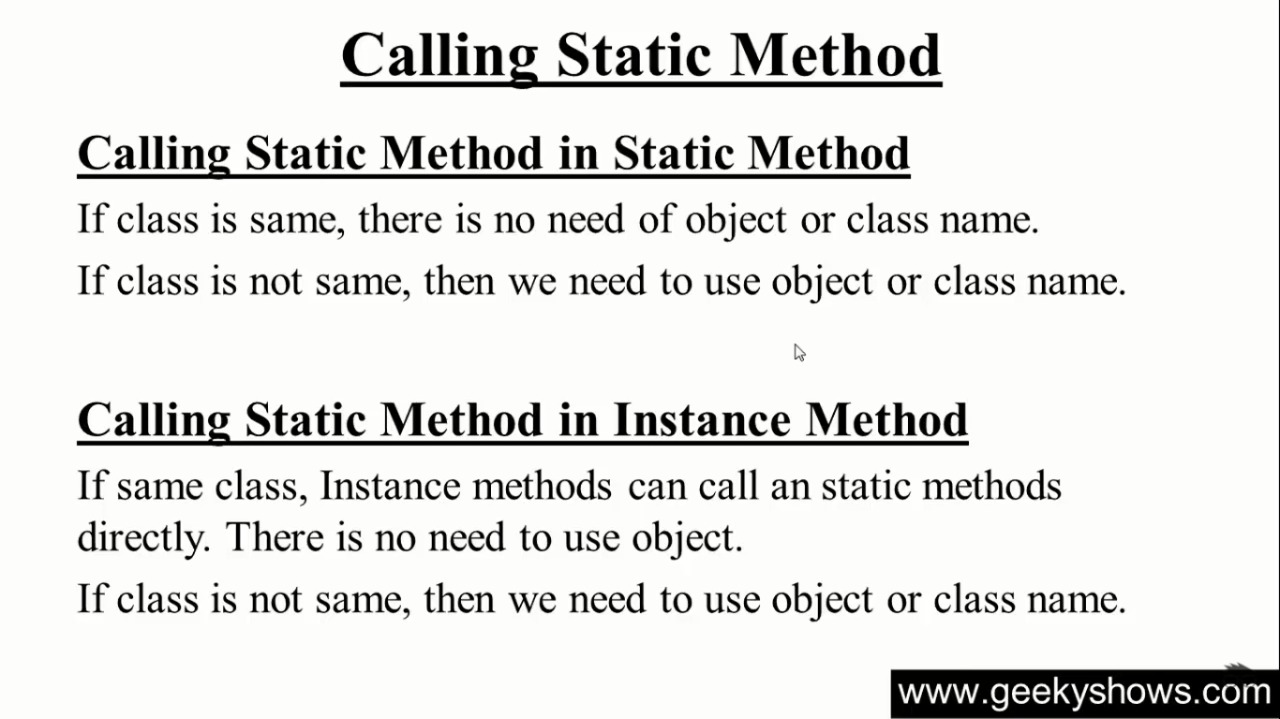 Calling Static Method
Calling Static Method in Static Method
If class is same, there is no need of object or class name.
If class is not same, then we need to use object or class name.
Calling Static Method in Instance Method
If same class, Instance methods can call an static methods
directly. There is no need to use object.
If class is not same, then we need to use object or class name.
www.geekyshows.com